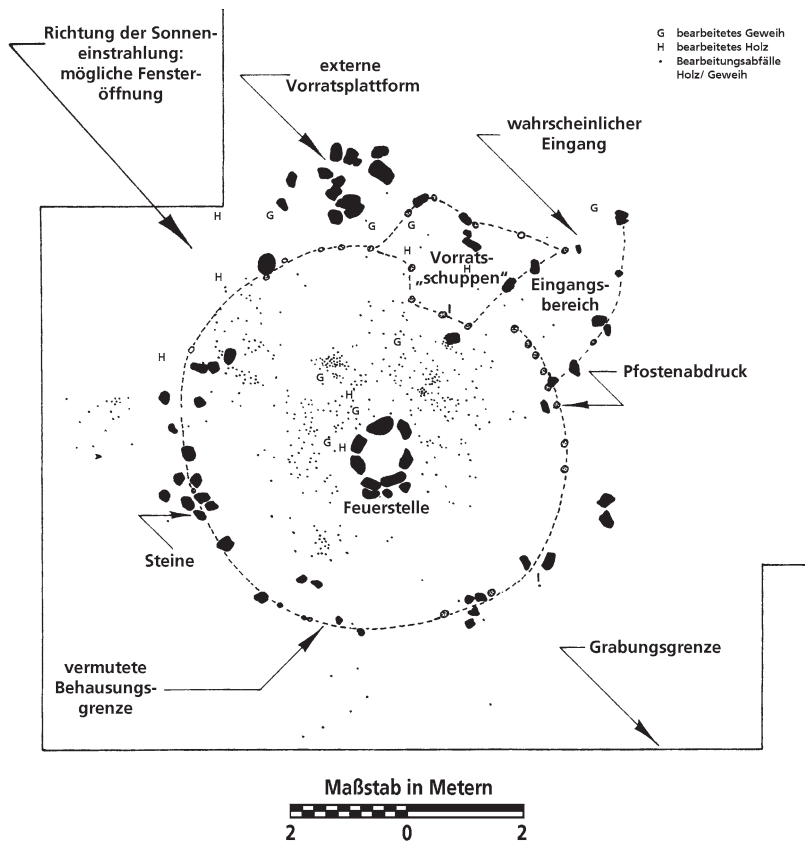 Richtung der Sonnen-
einstrahlung:
mögliche Fenster-
öffnung
externe
Vorratsplattform
wahrscheinlicher
Eingang
G bearbeitetes Geweih
H bearbeitetes Holz
• Bearbeitungsabfälle
Holz/ Geweih
H
G
G
G
G
H
Vorrats-
„schuppen“
H
Eingangs-
bereich
H
G
H
G
H
G
G
H
Pfostenabdruck
Feuerstelle
Steine
vermutete
Behausungs-
grenze
Grabungsgrenze
Maßstab in Metern
2 0 2